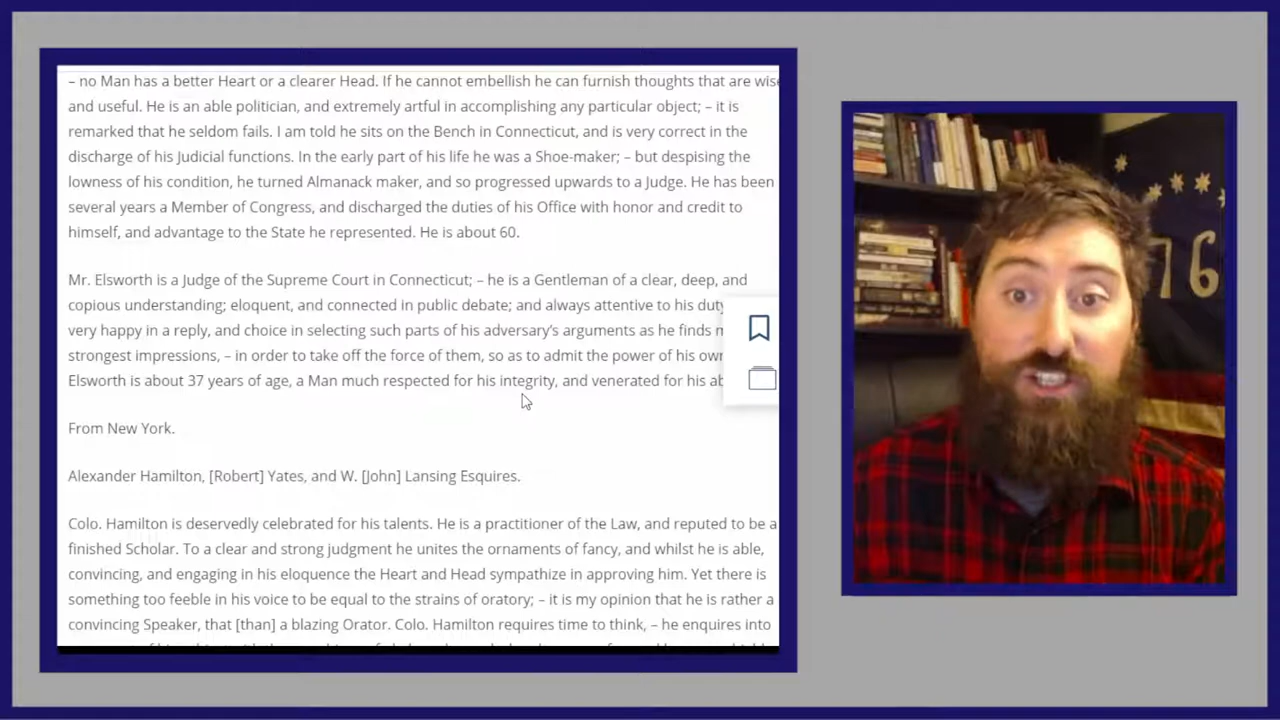 – no Man has a better Heart or a clearer Head. If he cannot embellish he can furnish thoughts that are wise
and useful. He is an able politician, and extremely artful in accomplishing any particular object; – it is
remarked that he seldom fails. I am told he sits on the Bench in Connecticut, and is very correct in the
discharge of his Judicial functions. In the early part of his life he was a Shoe-maker; – but despising the
lowness of his condition, he turned Almanack maker, and so progressed upwards to a Judge. He has been
several years a Member of Congress, and discharged the duties of his Office with honor and credit to
himself, and advantage to the State he represented. He is about 60.
Mr. Elsworth is a Judge of the Supreme Court in Connecticut; – he is a Gentleman of a clear, deep, and
copious understanding; eloquent, and connected in public debate; and always attentive to his duty
very happy in a reply, and choice in selecting such parts of his adversary's arguments as he finds
strongest impressions, – in order to take off the force of them, so as to admit the power of his
Elsworth is about 37 years of age, a Man much respected for his integrity, and venerated for his
From New York.
Alexander Hamilton, [Robert] Yates, and W. [John] Lansing Esquires.
Colo. Hamilton is deservedly celebrated for his talents. He is a practitioner of the Law, and reputed to be a
finished Scholar. To a clear and strong judgment he unites the ornaments of fancy, and whilst he is able,
convincing, and engaging in his eloquence the Heart and Head sympathize in approving him. Yet there is
something too feeble in his voice to be equal to the strains of oratory; – it is my opinion that he is rather a
convincing Speaker, that [than] a blazing Orator. Colo. Hamilton requires time to think, – he enquires into
76